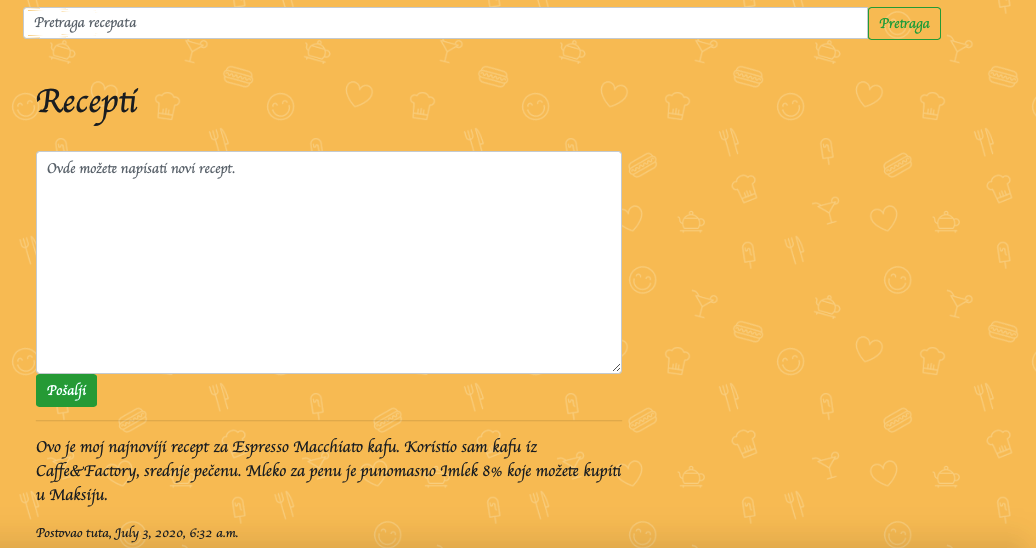 Pretraga recepata
Pretraga
Recepti
Ovde možete napisati novi recept.
Pošalji
Ovo je moj najnoviji recept za Espresso Macchiato kafu. Koristio sam kafu iz
Caffe&Factory, srednje pečenu. Mleko za penu je punomasno Imlek 8% koje možete kupiti
u Maksiju.
Postovao tuta, July 3, 2020, 6:32 a.m.